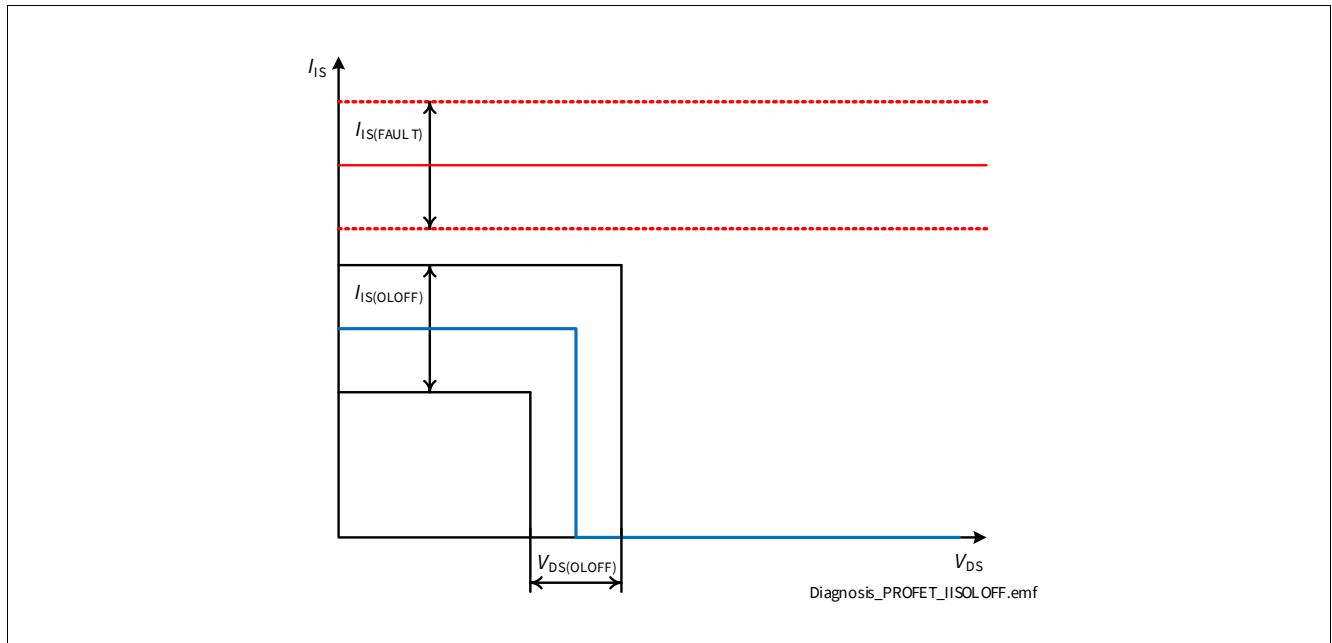 IIS
IIS(FAULT)
IIS(OLOFF)
VDS(OLOFF)
VDS
Diagnosis_PROFET_IISOLOFF.emf